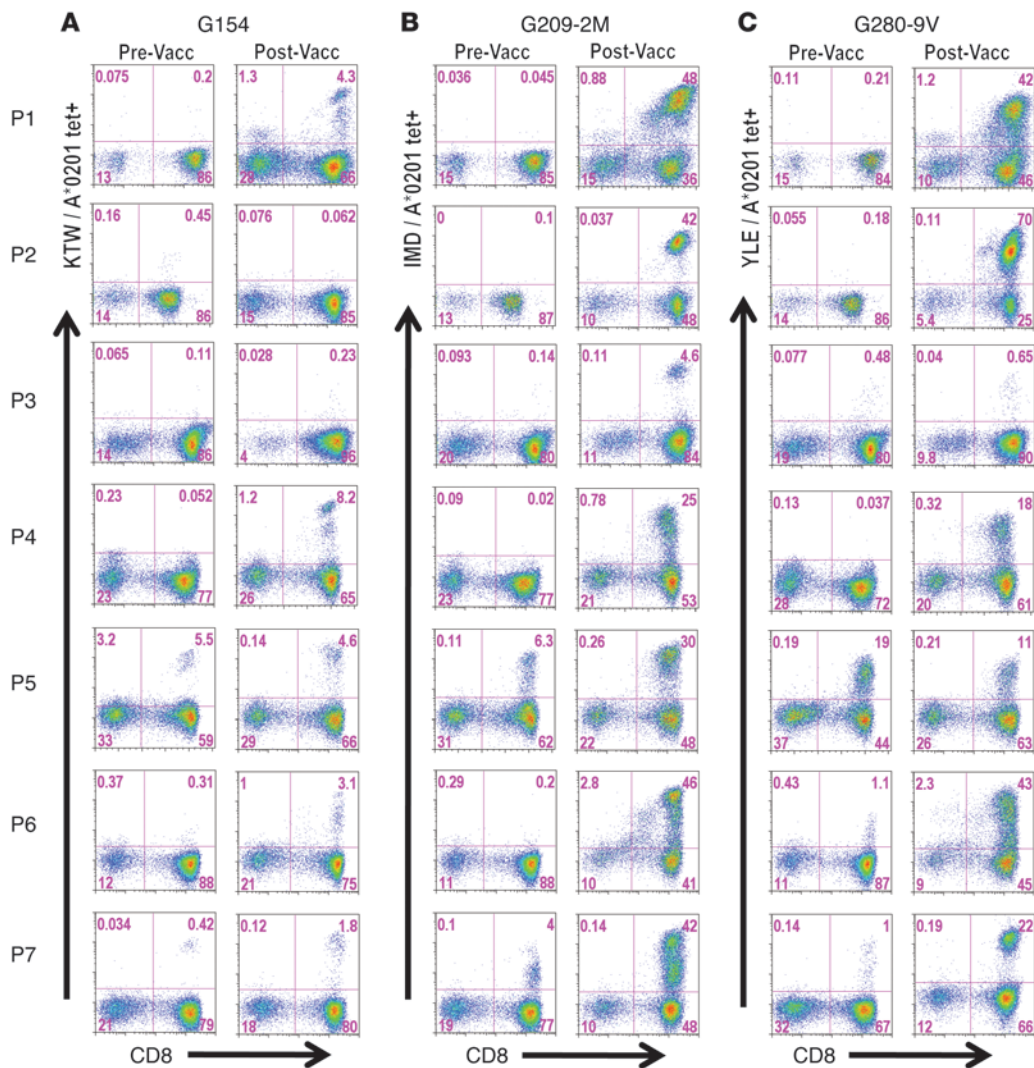 A G154 B G209-2M C G280-9V
Pre-Vacc Post-Vacc Pre-Vacc Post-Vacc Pre-Vacc Post-Vacc
KTW / A*0201 tet+
IMD / A*0201 tet+
YLE / A*0201 tet+
P1
0.075 0.2 1.3 4.3 0.036 0.045 0.88 48 0.11 0.21 1.2 42
13 86 28 66 15 85 15 36 15 84 10 46
P2
0.16 0.45 0.076 0.062 0 0.1 0.037 42 0.055 0.18 0.11 70
14 86 15 85 13 87 10 48 14 86 5.4 25
P3
0.065 0.11 0.028 0.23 0.093 0.14 0.11 4.6 0.077 0.48 0.04 0.65
14 86 4 96 20 80 11 84 19 80 9.8 90
P4
0.23 0.052 1.2 8.2 0.09 0.02 0.78 25 0.13 0.037 0.32 18
23 77 26 65 23 77 21 53 28 72 20 61
P5
3.2 5.5 0.14 4.6 0.11 6.3 0.26 30 0.19 19 0.21 11
33 59 29 66 31 62 22 48 37 44 26 63
P6
0.37 0.31 1 3.1 0.29 0.2 2.8 46 0.43 1.1 2.3 43
12 88 21 75 11 88 10 41 11 87 9 45
P7
0.034 0.42 0.12 1.8 0.1 4 0.14 42 0.14 1 0.19 22
21 79 18 80 19 77 10 48 32 67 12 66
CD8 CD8 CD8